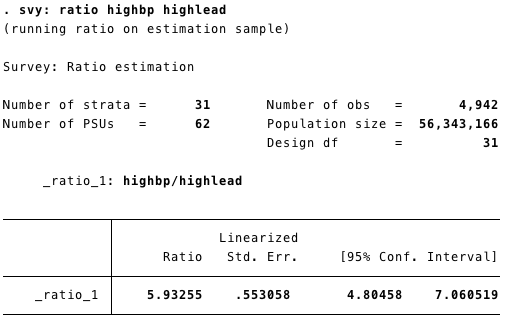 . svy: ratio highbp highlead
(running ratio on estimation sample)
Survey: Ratio estimation
Number of strata = 31 Number of obs = 4,942
Number of PSUs = 62 Population size = 56,343,166
Design df = 31
_ratio_1: highbp/highlead
Linearized
Ratio Std. Err. [95% Conf. Interval]
_ratio_1 5.93255 .553058 4.80458 7.060519